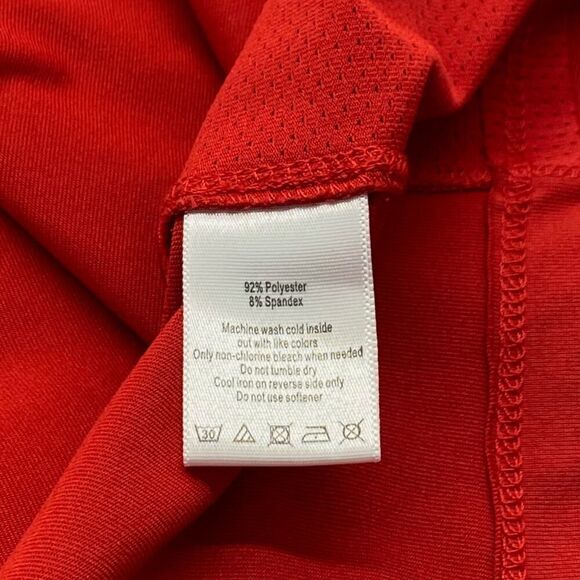 92% Polyester
8% Spandex
Machine wash cold inside
out with like colors
Only non-chlorine bleach when needed
Do not tumble dry
Cool iron on reverse side only
Do not use softener
30